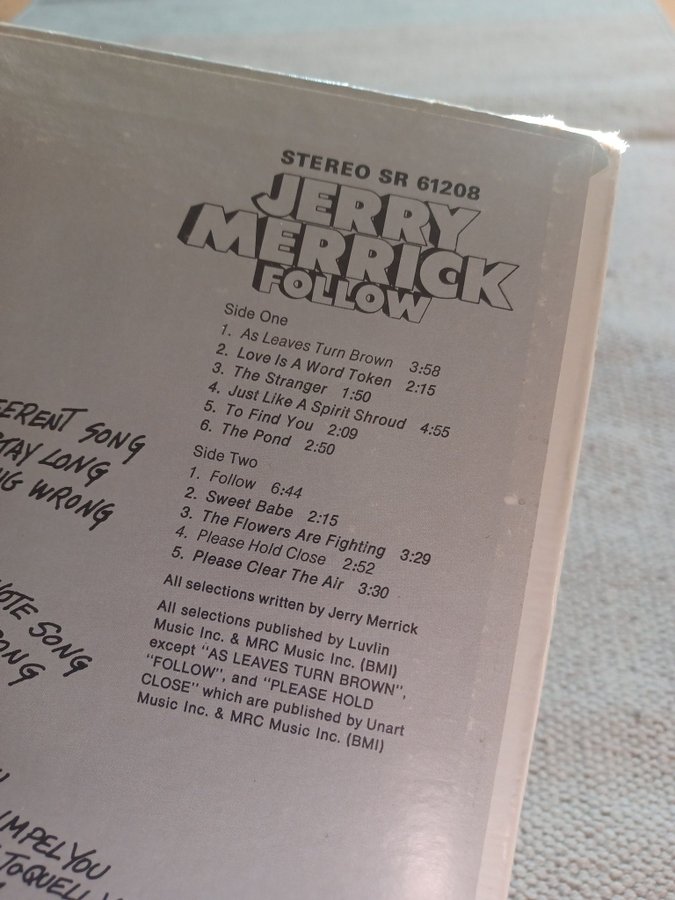 STEREO SR 61208
JERRY
MERRICK
FOLLOW
Side One
1. As Leaves Turn Brown 3:58
2. Love Is A Word Token 2:15
3. The Stranger 1:50
4. Just Like A Spirit Shroud 4:55
5. To Find You 2:09
6. The Pond 2:50
Side Two
1. Follow 6:44
2. Sweet Babe 2:15
3. The Flowers Are Fighting 3:29
4. Please Hold Close 2:52
5. Please Clear The Air 3:30
All selections written by Jerry Merrick
All selections published by Luvlin
Music Inc. & MRC Music Inc. (BMI)
except "AS LEAVES TURN BROWN",
"FOLLOW", and "PLEASE HOLD
CLOSE" which are published by Unart
Music Inc. & MRC Music Inc. (BMI)
SONG
LONG
WRONG
SONG
IMPEL YOU
TO QUELL